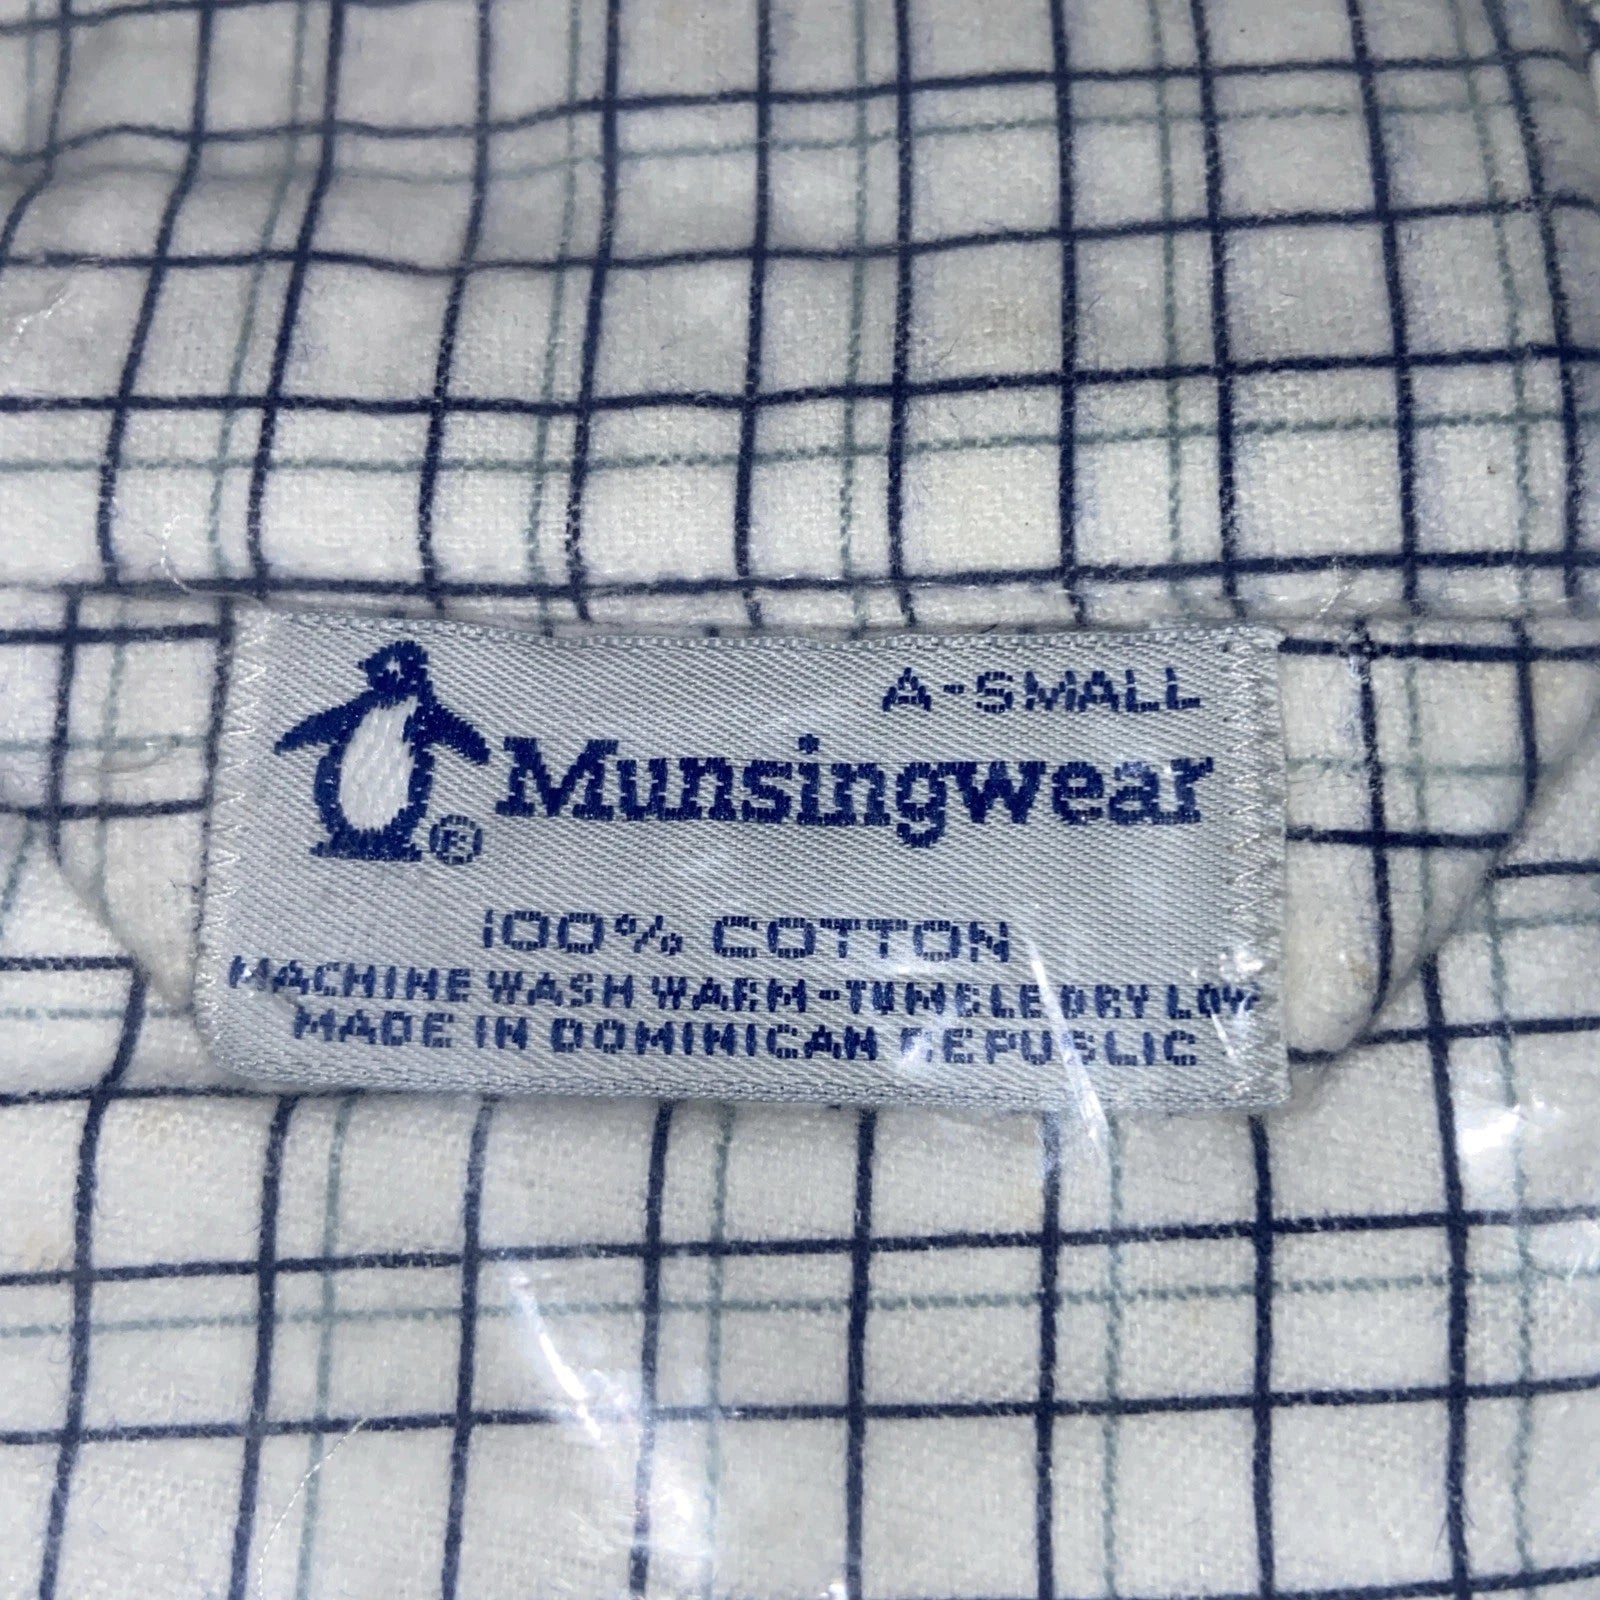 A-SMALL
Munsingwear
®
100% COTTON
MACHINE WASH WARM-TUMBLE DRY LOW
MADE IN DOMINICAN REPUBLIC